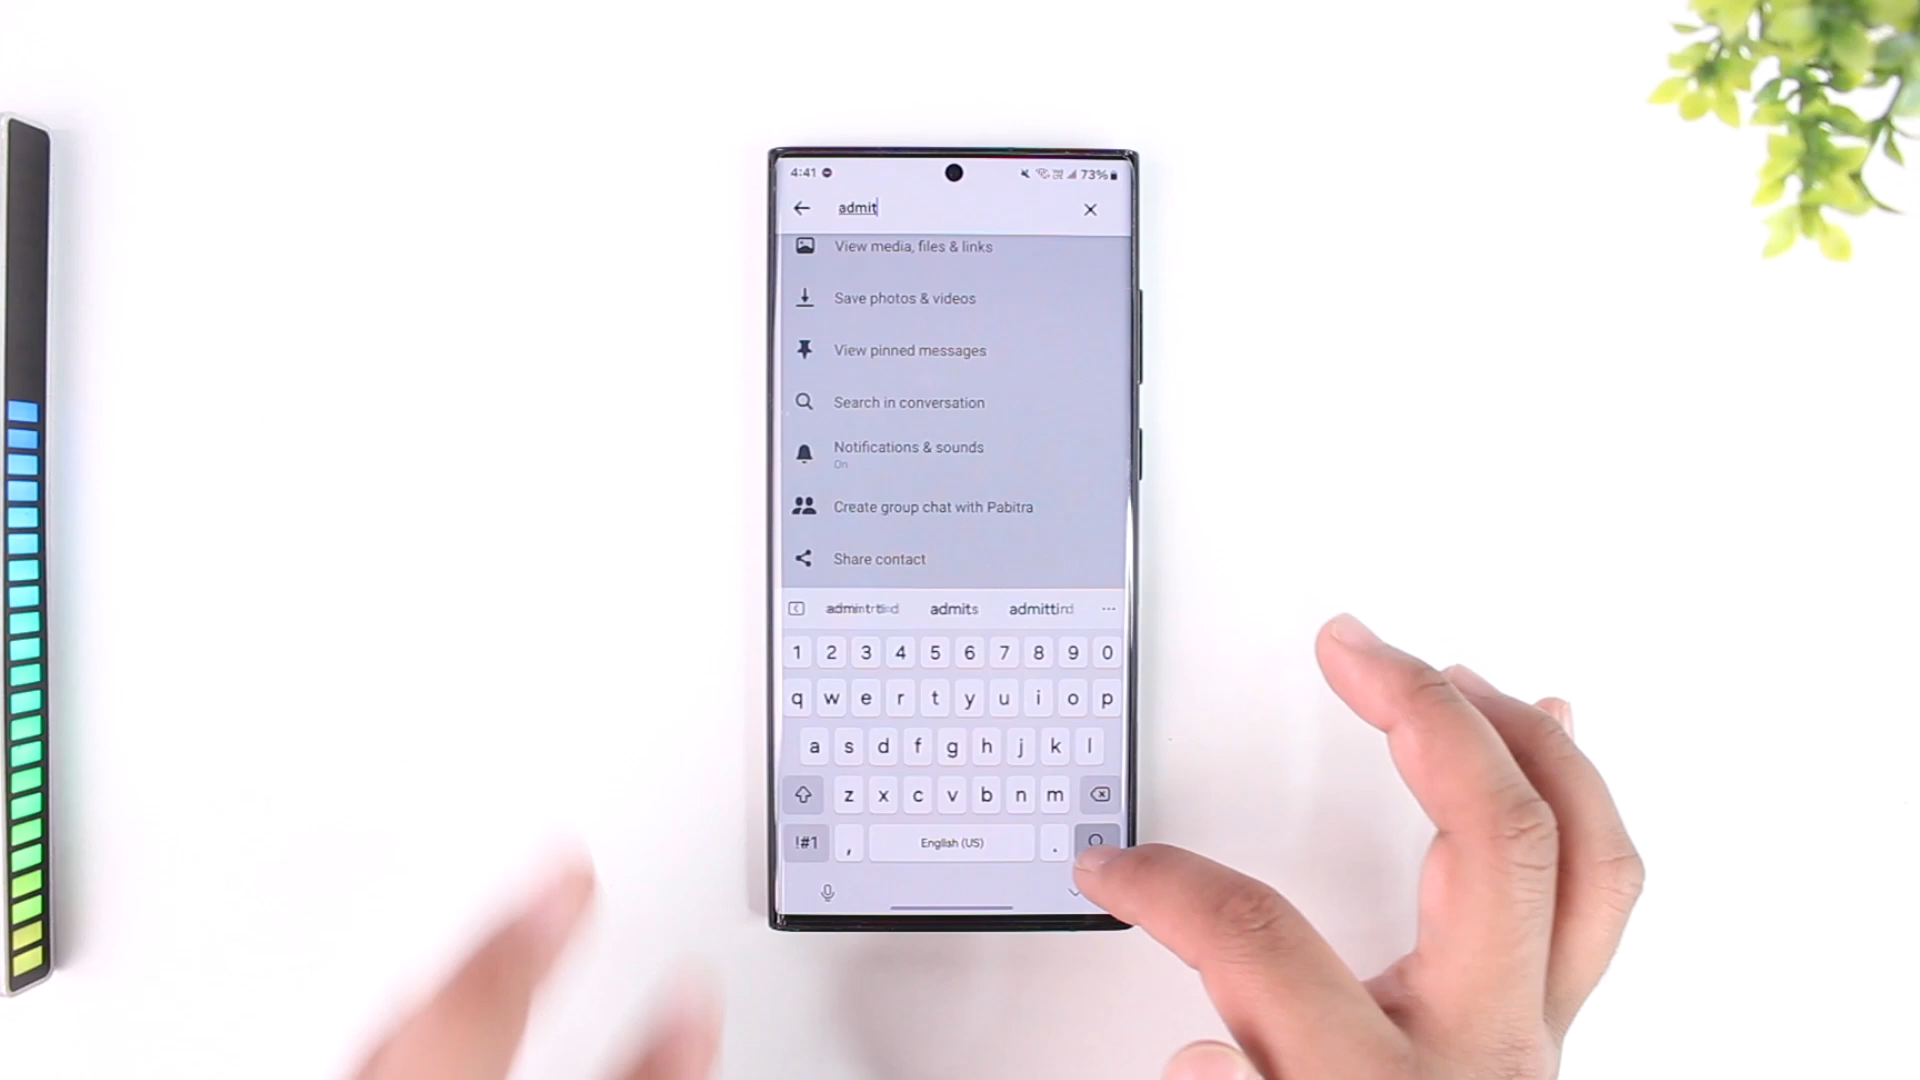 4:41 73%
admit
View media, files & links
Save photos & videos
View pinned messages
Search in conversation
Notifications & sounds
On
Create group chat with Pabitra
Share contact
admits
1 2 3 4 5 6 7 8 9 0
q w e r t y u i o p
a s d f g h j k l
z x c v b n m
!#1 , English (US) .